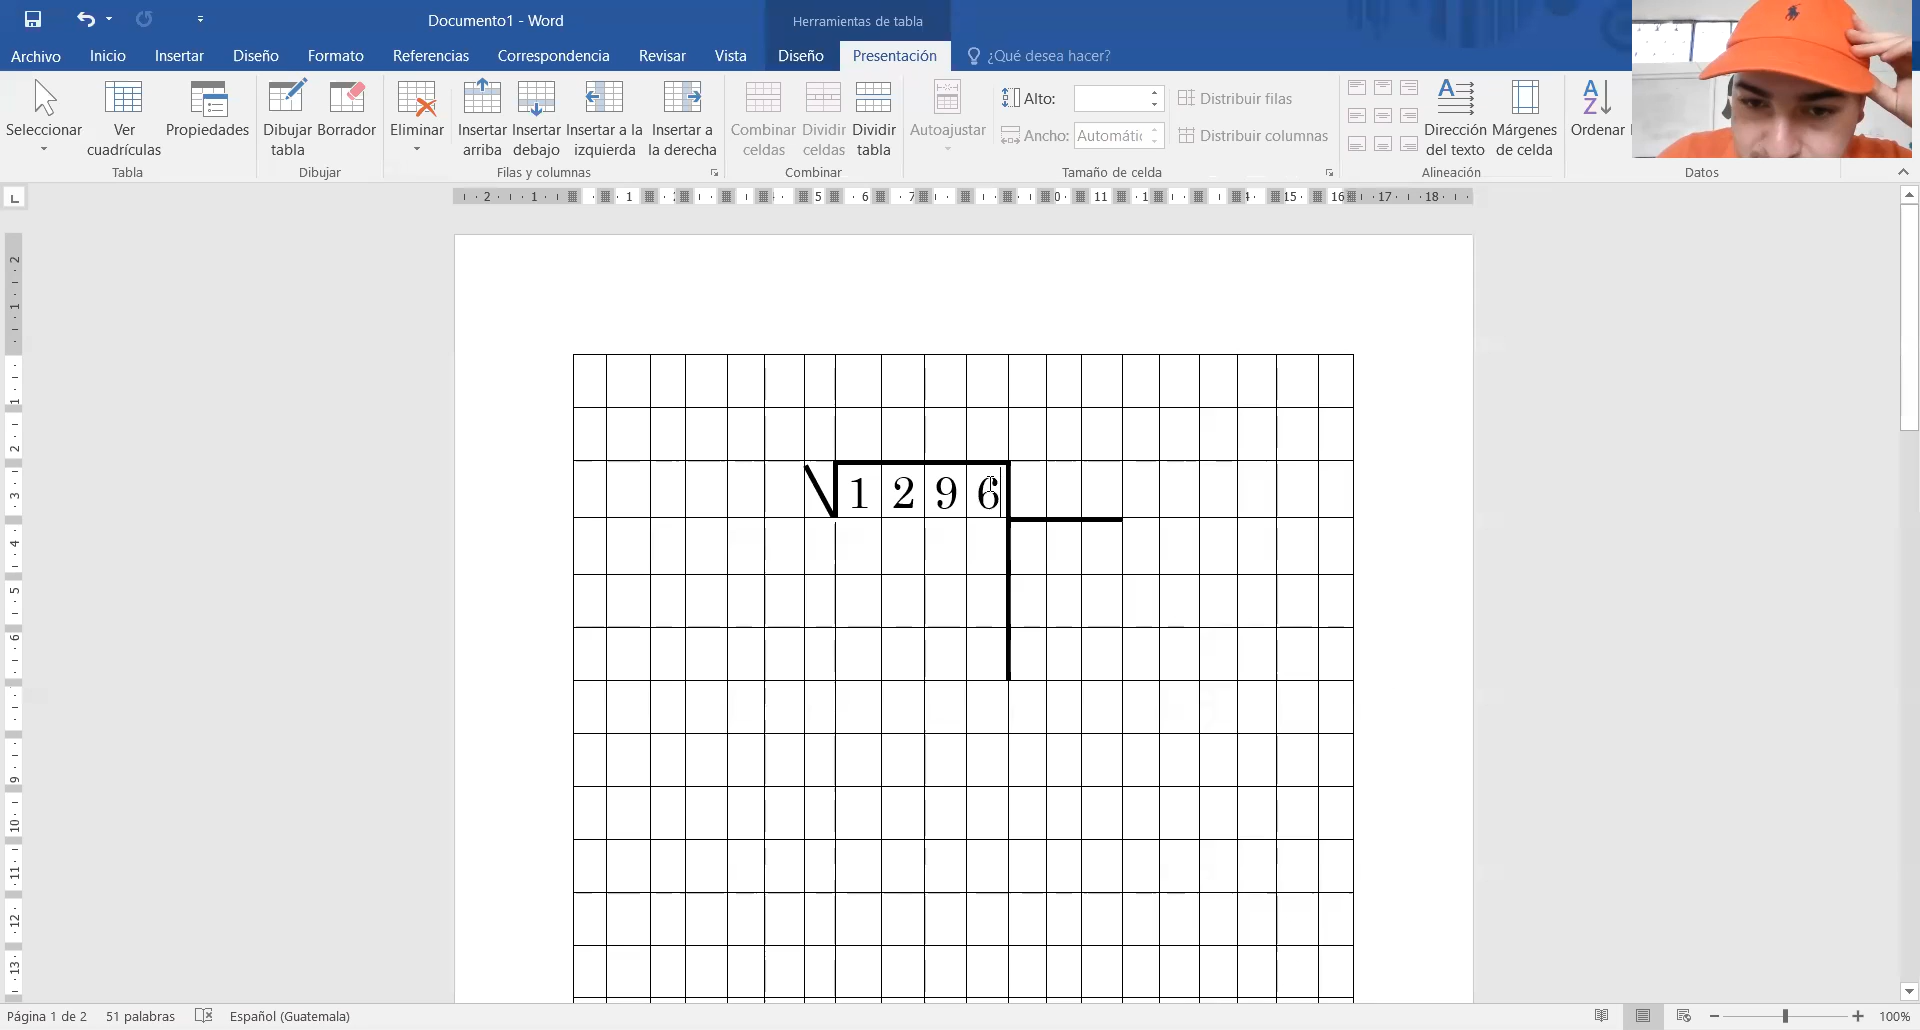 Documento1 - Word
Herramientas de tabla
Archivo Inicio Insertar Diseño Formato Referencias Correspondencia Revisar Vista Diseño Presentación ¿Qué desea hacer?
Seleccionar
Ver cuadrículas
Propiedades
Dibujar tabla
Borrador
Eliminar
Insertar arriba
Insertar debajo
Insertar a la izquierda
Insertar a la derecha
Combinar celdas
Dividir celdas
Dividir tabla
Autoajustar
Alto:
Ancho: Automátic
Distribuir filas
Distribuir columnas
Dirección del texto
Márgenes de celda
A
Z
Ordenar
Tabla Dibujar Filas y columnas Combinar Tamaño de celda Alineación Datos
1 2 9 6
Página 1 de 2 51 palabras Español (Guatemala) 100%